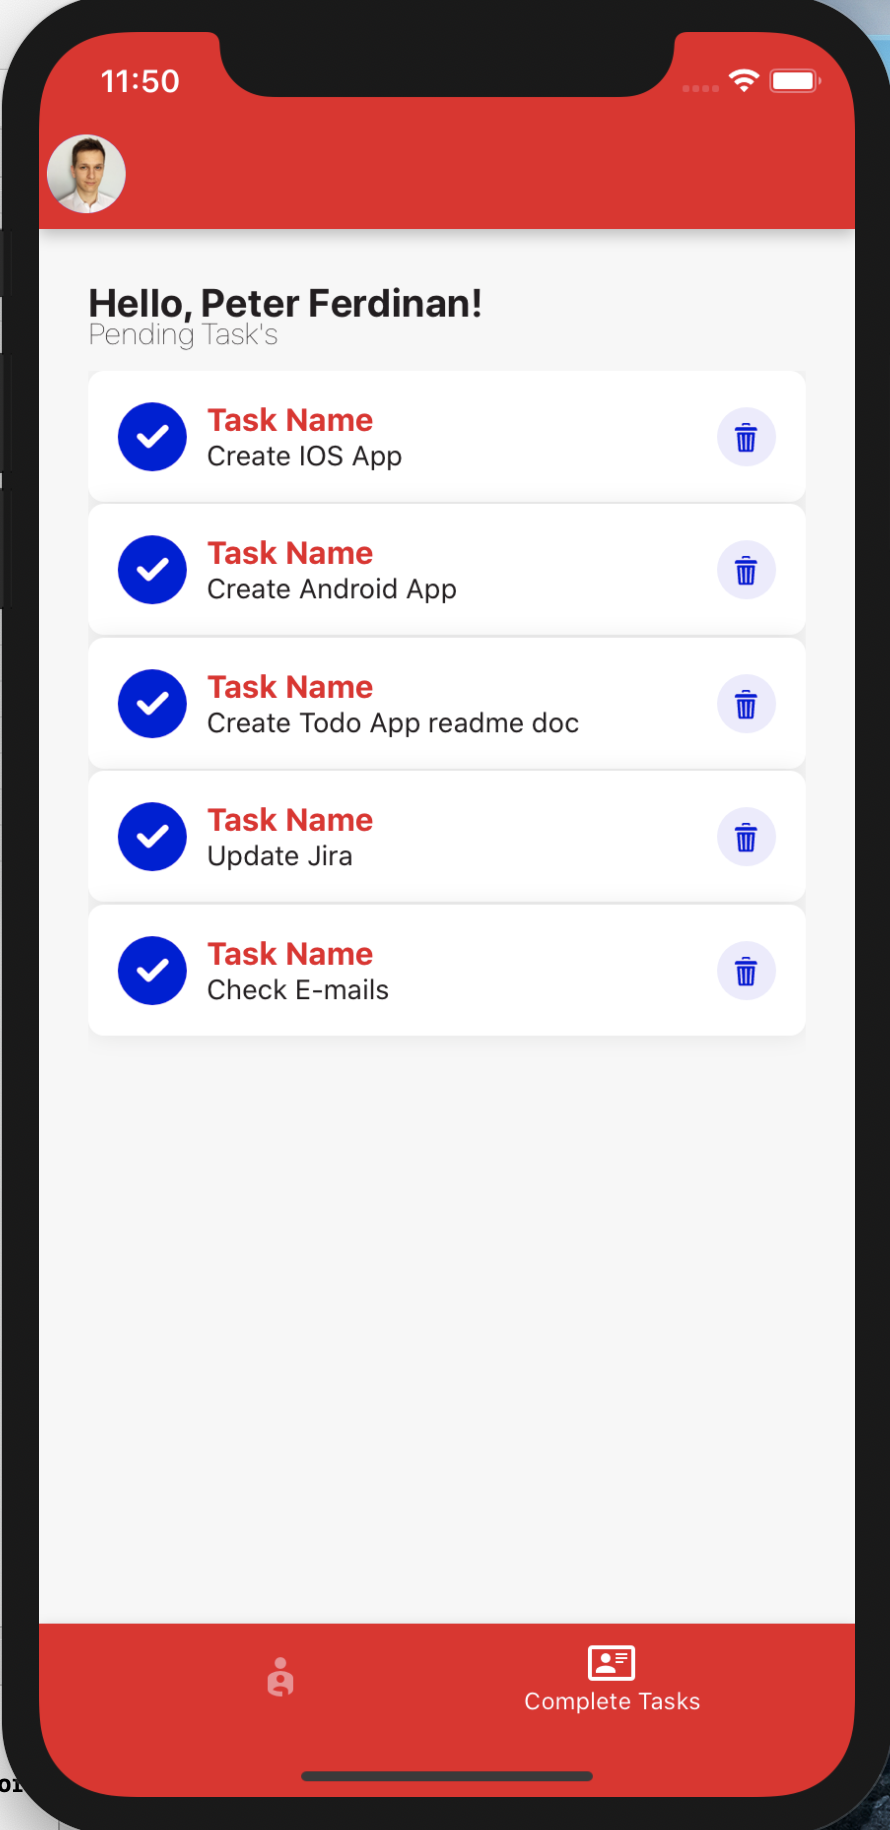 11:50
Hello, Peter Ferdinan!
Pending Task's
Task Name
Create IOS App
Task Name
Create Android App
Task Name
Create Todo App readme doc
Task Name
Update Jira
Task Name
Check E-mails
Complete Tasks